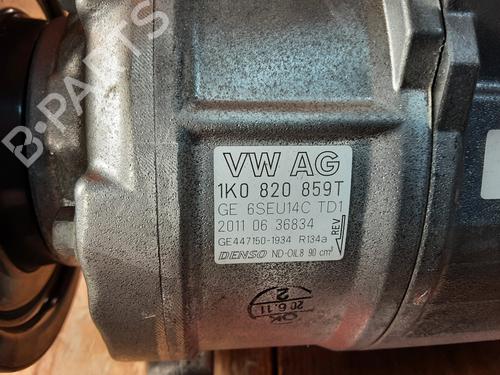 B-PARTS
VW AG
1K0 820 859T
GE 6SEU14C TD1
2011 06 36834
GE447150-1934 R134a
DENSO ND-OIL8 90 cm³
REV
20.6.11
OK
2